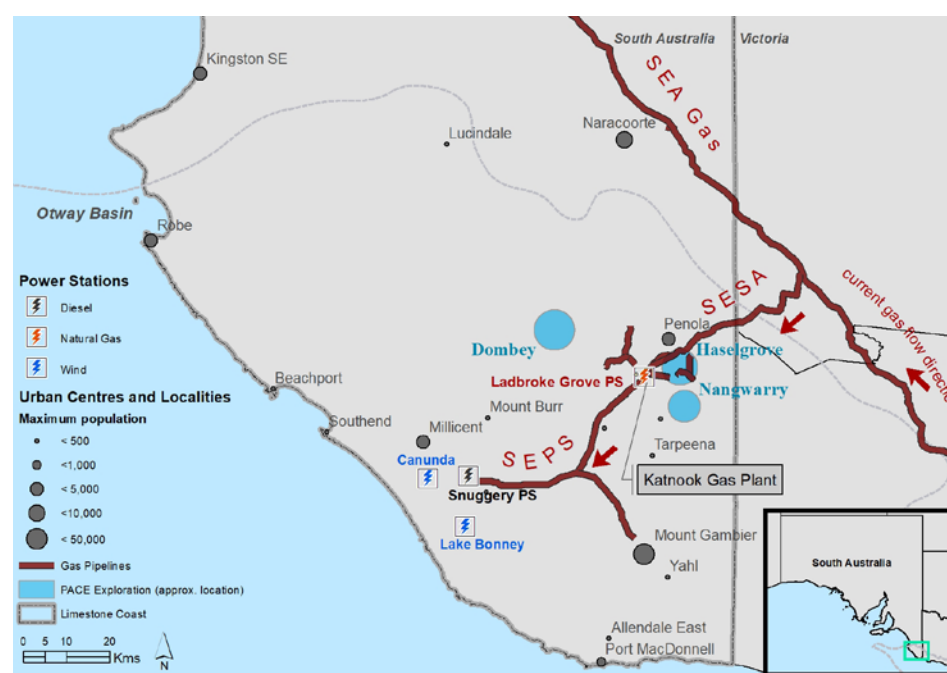 South Australia
Victoria
Kingston SE
SEA Gas
Naracoorte
Lucindale
Otway Basin
Robe
current gas flow directio
SESA
Penola
Dombey
Haselgrove
Ladbroke Grove PS
Nangwarry
Beachport
Mount Burr
Southend
Millicent
Tarpeena
SEPS
Canunda
Katnook Gas Plant
Snuggery PS
Mount Gambier
Lake Bonney
Yahl
Allendale East
Port MacDonnell
Power Stations
Diesel
Natural Gas
Wind
Urban Centres and Localities
Maximum population
< 500
<1,000
< 5,000
<10,000
< 50,000
Gas Pipelines
PACE Exploration (approx. location)
Limestone Coast
0 5 10 20
Kms
N
South Australia